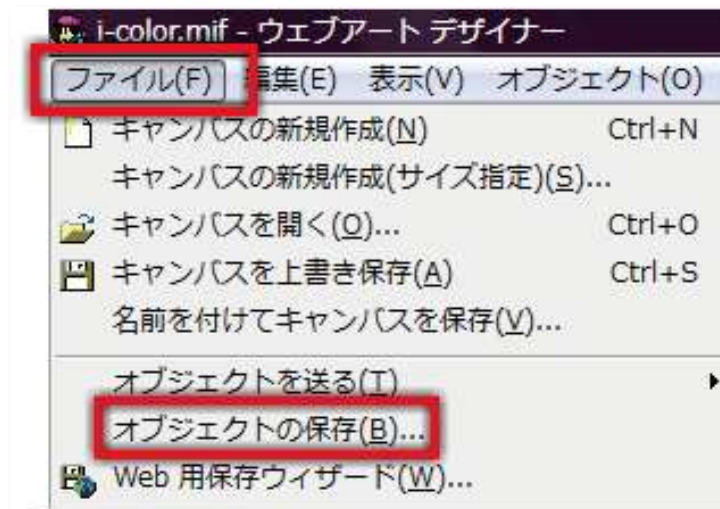 i-color.mif - ウェブアート デザイナー
ファイル(F) 編集(E) 表示(V) オブジェクト(O)
キャンバスの新規作成(N) Ctrl+N
キャンバスの新規作成(サイズ指定)(S)...
キャンバスを開く(O)... Ctrl+O
キャンバスを上書き保存(A) Ctrl+S
名前を付けてキャンバスを保存(V)...
オブジェクトを送る(T)
オブジェクトの保存(B)...
Web 用保存ウィザード(W)...